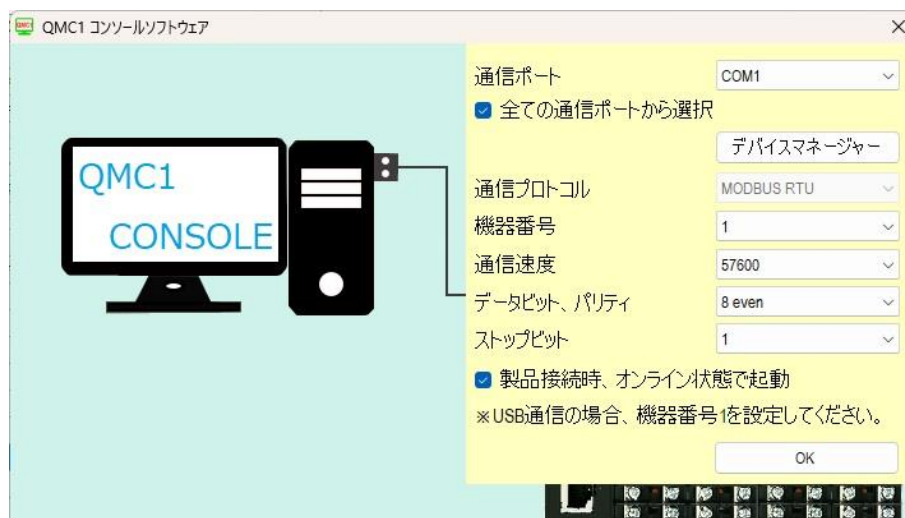 QMC1 コンソールソフトウェア
QMC1
CONSOLE
通信ポート COM1
全ての通信ポートから選択
デバイスマネージャー
通信プロトコル MODBUS RTU
機器番号 1
通信速度 57600
データビット、パリティ 8 even
ストップビット 1
製品接続時、オンライン状態で起動
※USB通信の場合、機器番号1を設定してください。
OK